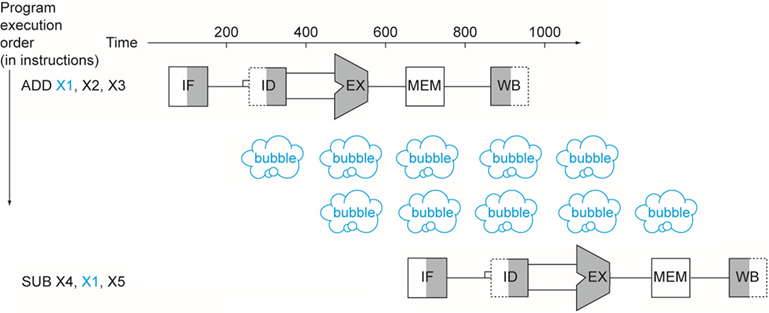 Program
execution
order
(in instructions)
Time
200 400 600 800 1000
ADD X1, X2, X3
IF ID EX MEM WB
bubble bubble bubble bubble bubble
bubble bubble bubble bubble bubble
SUB X4, X1, X5
IF ID EX MEM WB